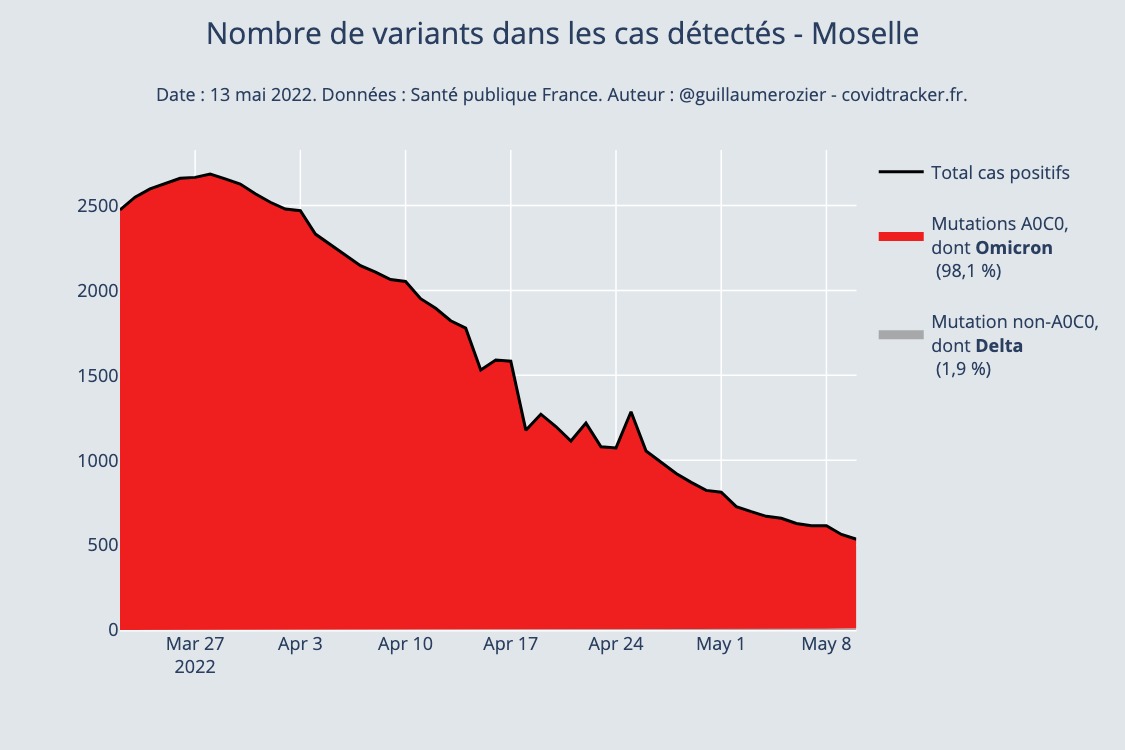 Nombre de variants dans les cas détectés - Moselle
Date : 13 mai 2022. Données : Santé publique France. Auteur : @guillaumerozier - covidtracker.fr.
Total cas positifs
Mutations A0C0,
dont Omicron
(98,1 %)
Mutation non-A0C0,
dont Delta
(1,9 %)
2500
2000
1500
1000
500
0
Mar 27
2022
Apr 3
Apr 10
Apr 17
Apr 24
May 1
May 8